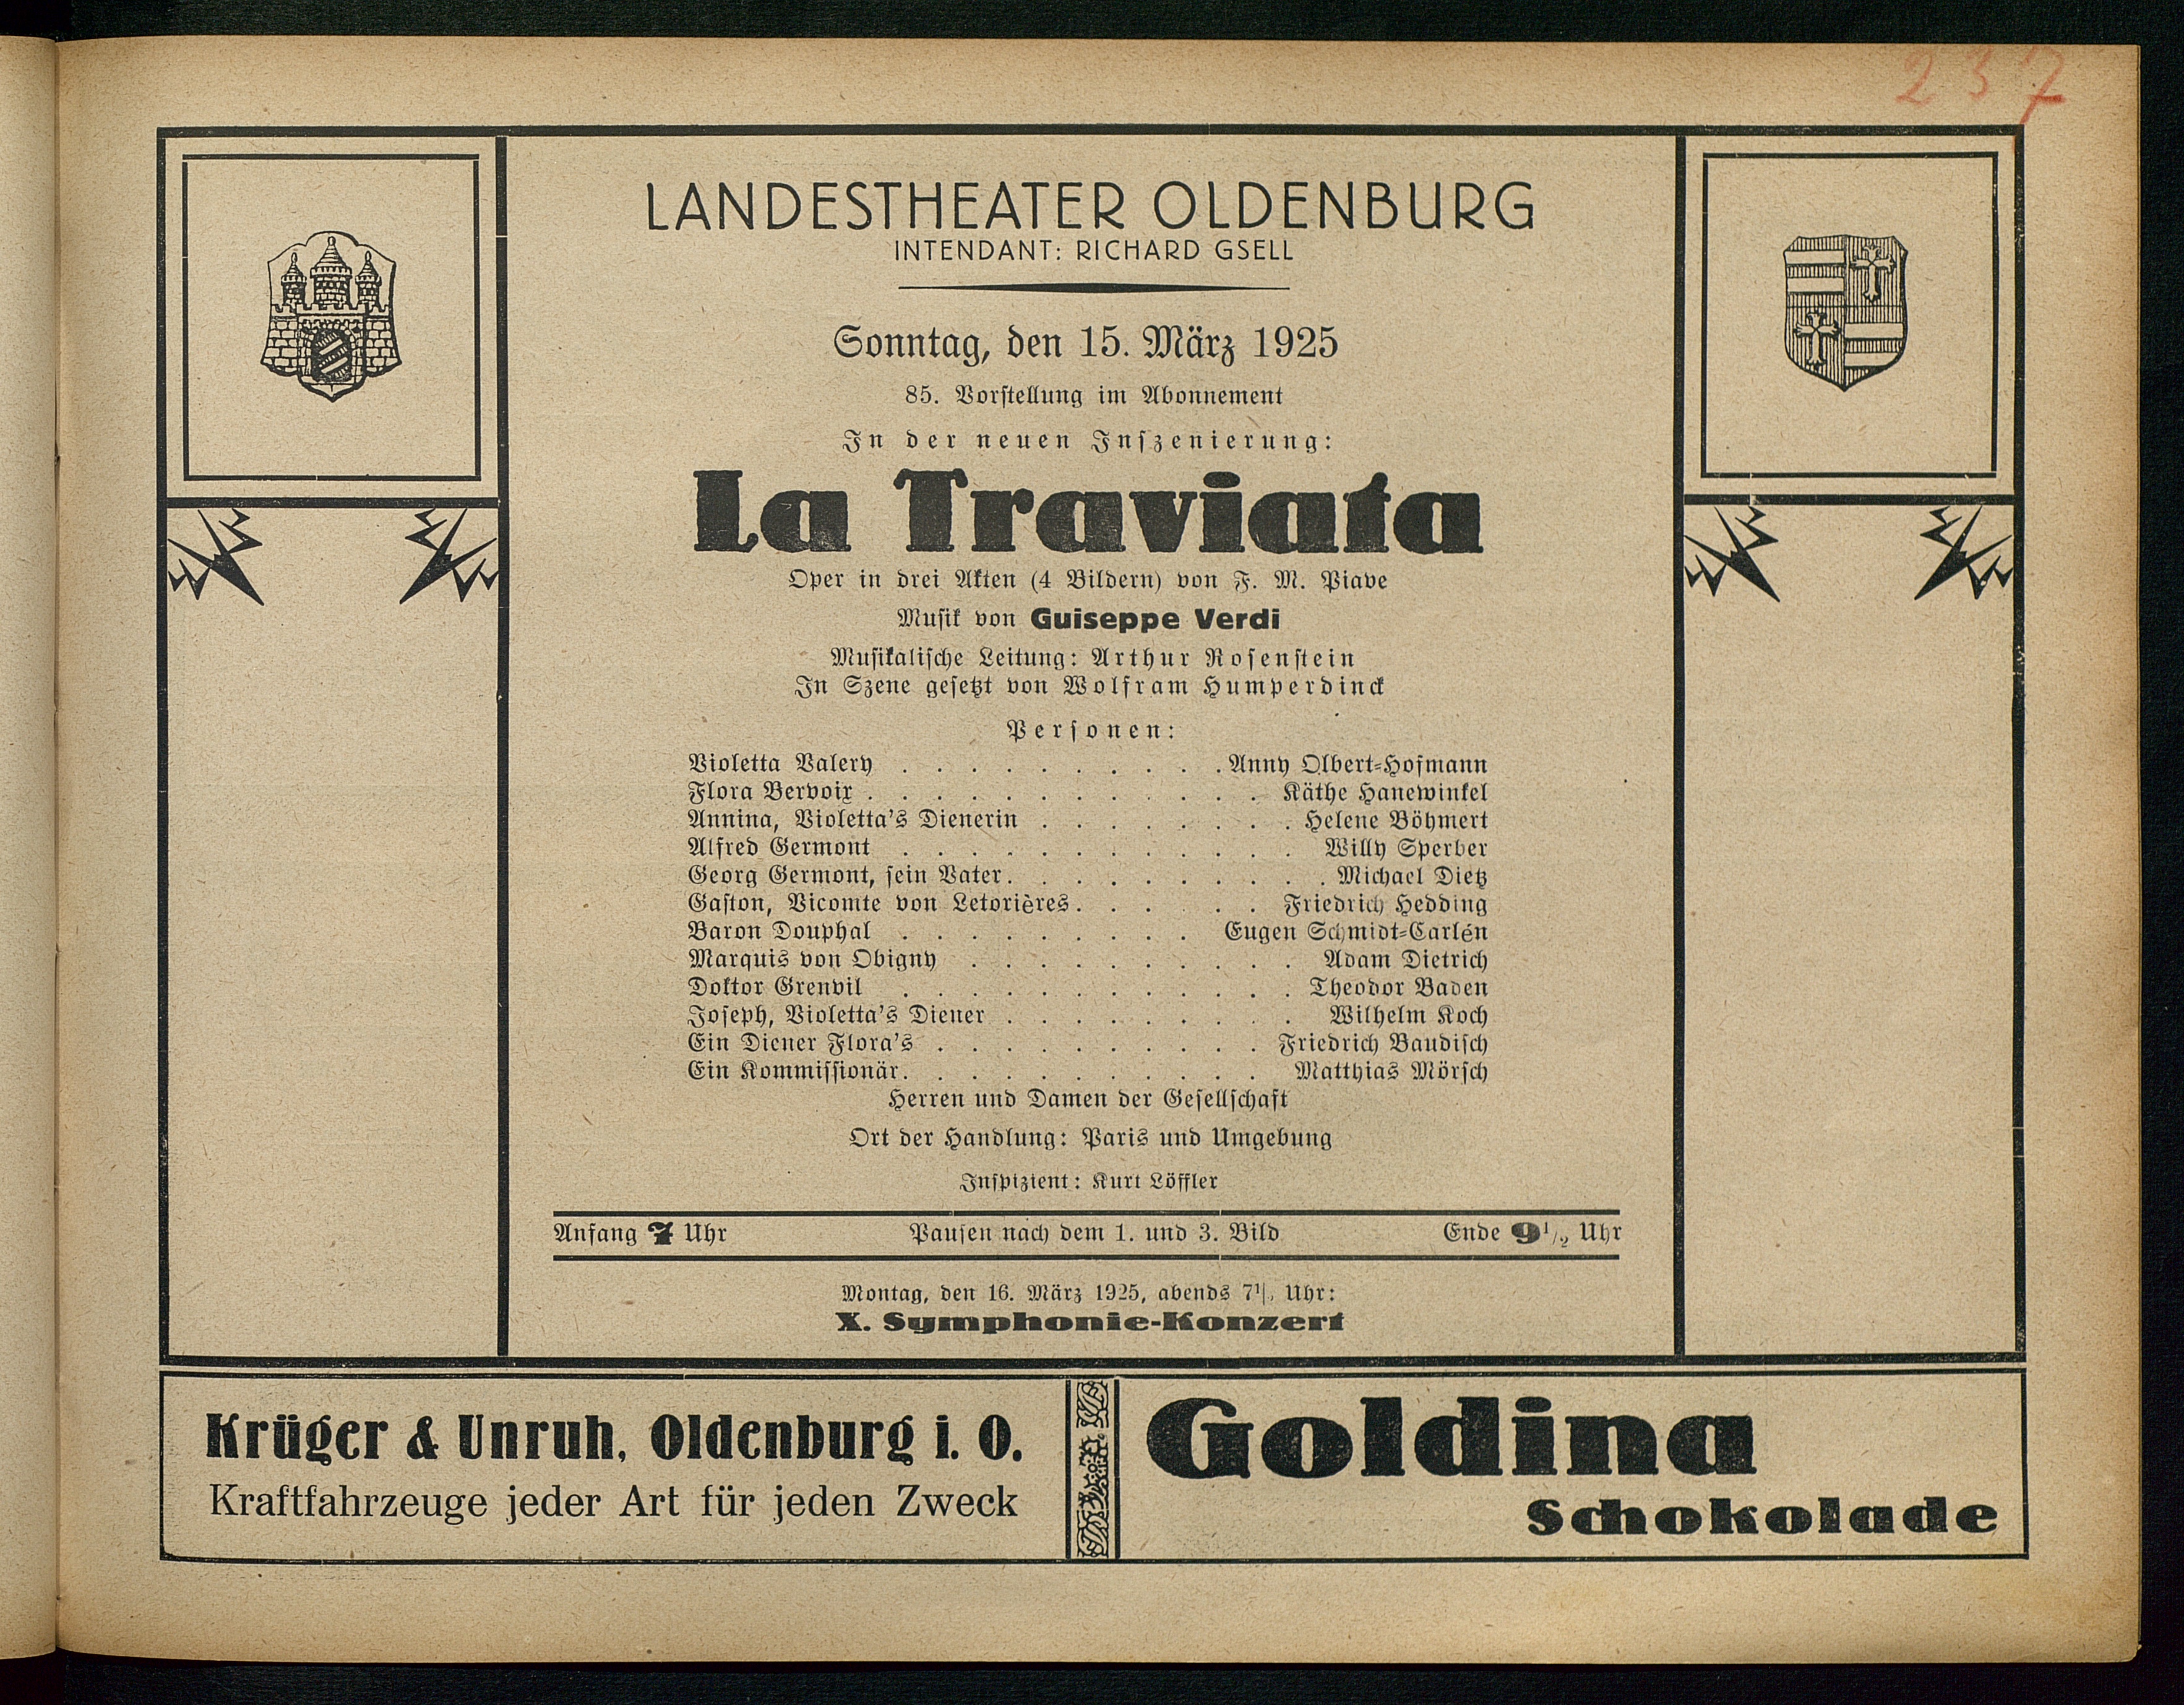 237
LANDESTHEATER OLDENBURG
INTENDANT: RICHARD GSELL
Sonntag, den 15. März 1925
85. Vorstellung im Abonnement
In der neuen Inszenierung:
La Traviata
Oper in drei Akten (4 Bildern) von F. M. Piave
Musik von Guiseppe Verdi
Musikalische Leitung: Arthur Rosenstein
In Szene gesetzt von Wolfram Humperdinck
Personen:
Violetta Valery . . . . . . . . . . Anny Olbert-Hofmann
Flora Bervoix . . . . . . . . . . . . Käthe Hanewinkel
Annina, Violetta's Dienerin . . . . . . . . Helene Böhmert
Alfred Germont . . . . . . . . . . . . Willy Sperber
Georg Germont, sein Vater . . . . . . . . . . Michael Dietz
Gaston, Vicomte von Letorières . . . . . Friedrich Hedding
Baron Douphal . . . . . . . . . Eugen Schmidt-Carlén
Marquis von Obigny . . . . . . . . . . Adam Dietrich
Doktor Grenvil . . . . . . . . . . . . Theodor Baden
Joseph, Violetta's Diener . . . . . . . . . Wilhelm Koch
Ein Diener Flora's . . . . . . . . . . Friedrich Baudisch
Ein Kommissionär . . . . . . . . . . . Matthias Mörsch
Herren und Damen der Gesellschaft
Ort der Handlung: Paris und Umgebung
Inspizient: Kurt Löffler
Anfang 7 Uhr Pausen nach dem 1. und 3. Bild Ende 9 1/2 Uhr
Montag, den 16. März 1925, abends 7 1/2 Uhr:
X. Symphonie-Konzert
Krüger & Unruh, Oldenburg i. O.
Kraftfahrzeuge jeder Art für jeden Zweck
Goldina
Schokolade